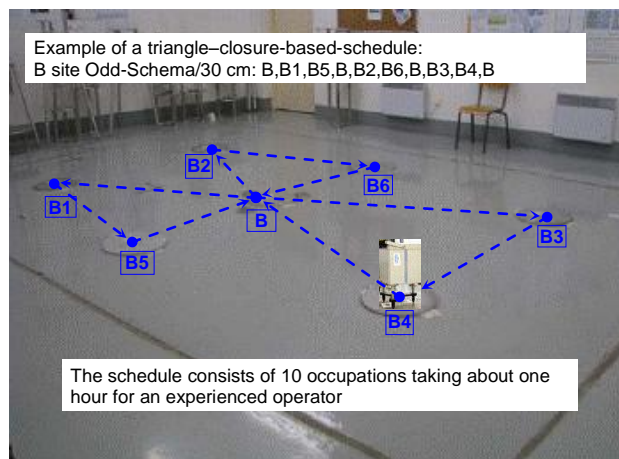 Example of a triangle–closure-based-schedule:
B site Odd-Schema/30 cm: B,B1,B5,B,B2,B6,B,B3,B4,B
B2
B6
B1
B
B3
B5
B4
The schedule consists of 10 occupations taking about one
hour for an experienced operator